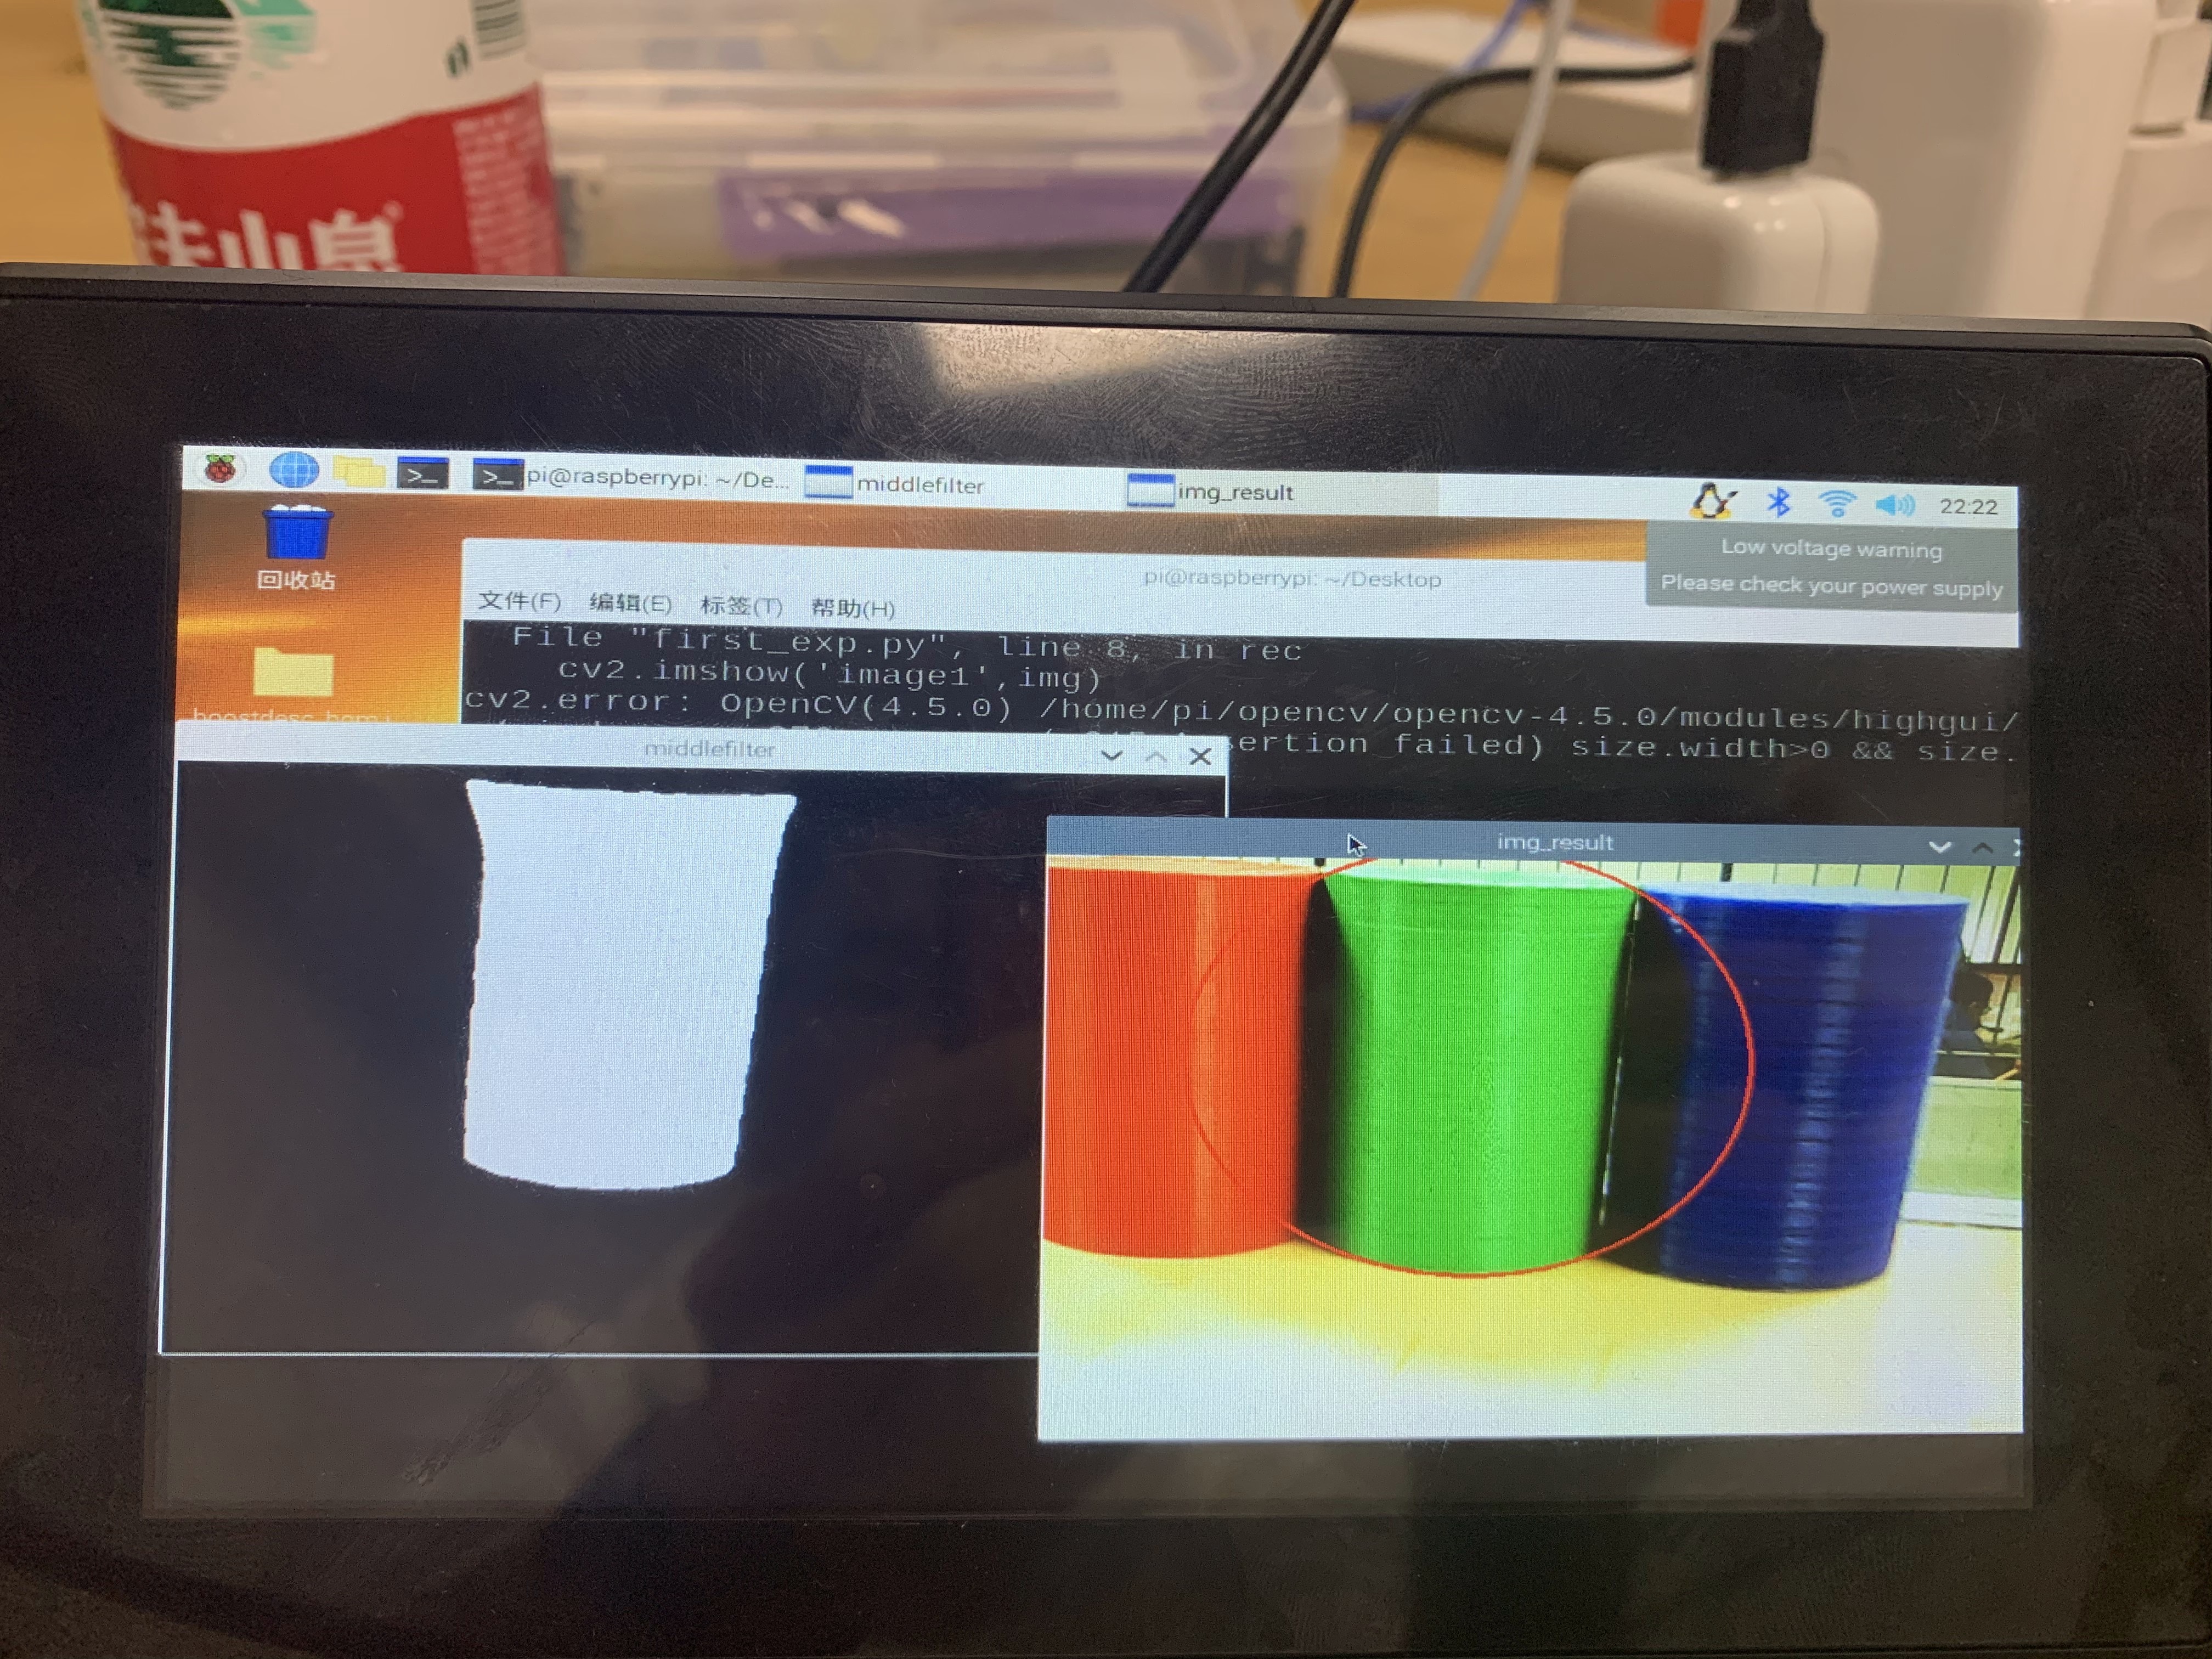 山泉
pi@raspberrypi: ~/De...
middlefilter
img_result
22:22
回收站
Low voltage warning
Please check your power supply
pi@raspberrypi: ~/Desktop
文件(F) 编辑(E) 标签(T) 帮助(H)
File "first_exp.py", line 8, in rec
cv2.imshow('image1',img)
cv2.error: OpenCV(4.5.0) /home/pi/opencv/opencv-4.5.0/modules/highgui/
sertion failed) size.width>0 && size.
middlefilter
img_result